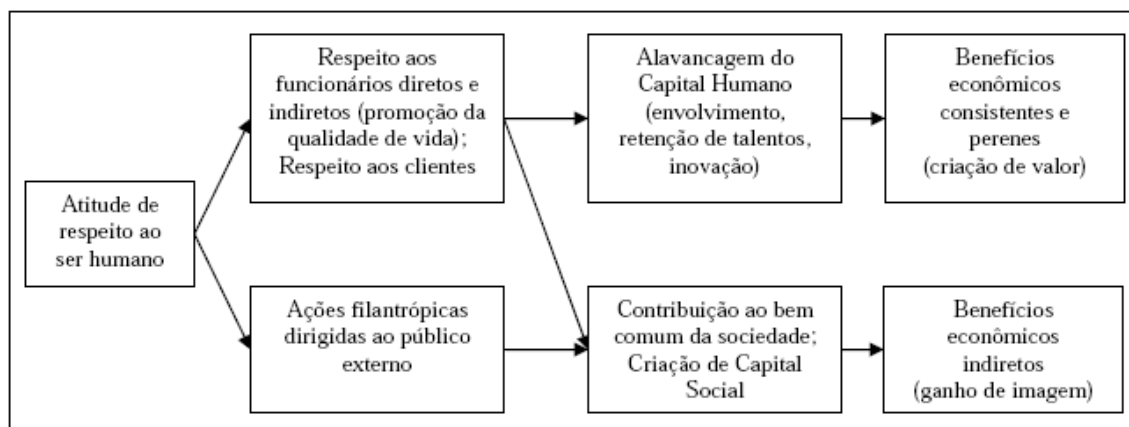 Respeito aos
funcionários diretos e
indiretos (promoção da
qualidade de vida);
Respeito aos clientes
Alavancagem do
Capital Humano
(envolvimento,
retenção de talentos,
inovação)
Benefícios
econômicos
consistentes e
perenes
(criação de valor)
Atitude de
respeito ao
ser humano
Ações filantrópicas
dirigidas ao público
externo
Contribuição ao bem
comum da sociedade;
Criação de Capital
Social
Benefícios
econômicos
indiretos
(ganho de imagem)